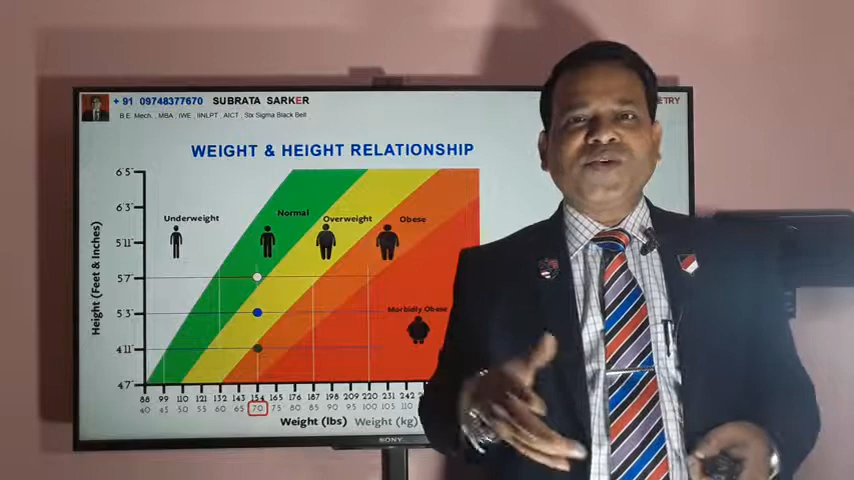 + 91 09748377670 SUBRATA SARKER
B.E. Mech., MBA, IWE, IINLPT, AICT, Six Sigma Black Bell
ETRY
WEIGHT & HEIGHT RELATIONSHIP
6'5"
6'3"
5'11"
5'7"
5'3"
4'11"
4'7"
Height (Feet & Inches)
Underweight
Normal
Overweight
Obese
Morbidly Obese
88 99 110 121 132 143 154 165 176 187 198 209 220 231 242
40 45 50 55 60 65 70 75 80 85 90 95 100 105 110
Weight (lbs) Weight (kg)
SONY